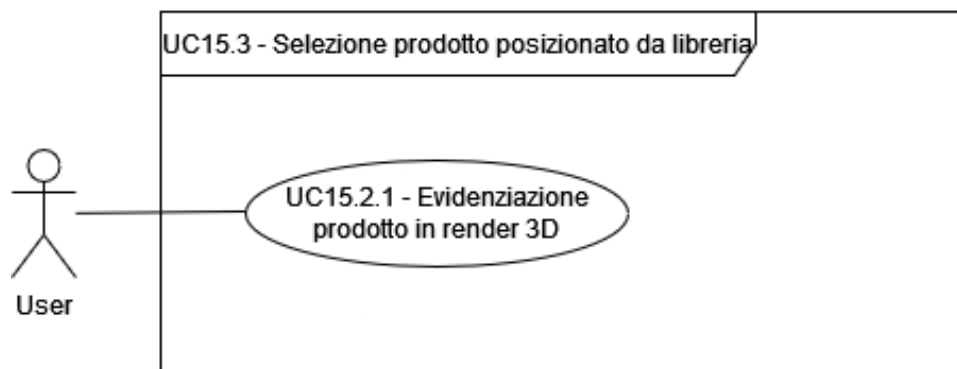 UC15.3 - Selezione prodotto posizionato da libreria
UC15.2.1 - Evidenziazione
prodotto in render 3D
User